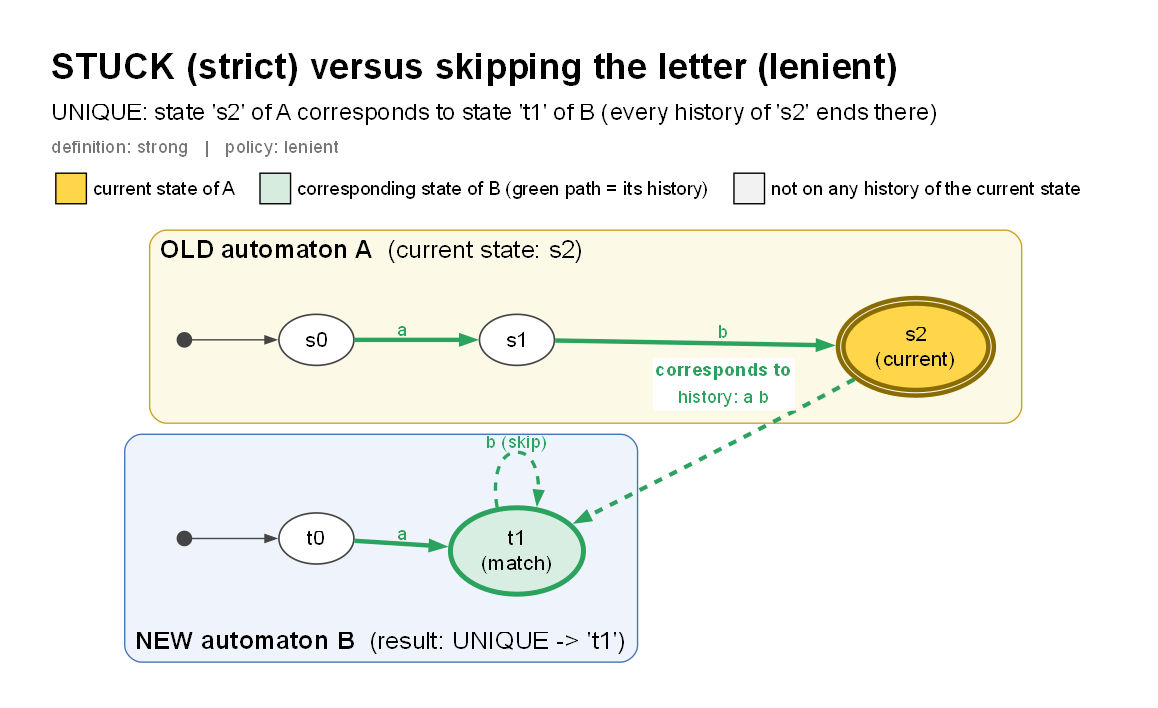 STUCK (strict) versus skipping the letter (lenient)
UNIQUE: state 's2' of A corresponds to state 't1' of B (every history of 's2' ends there)
definition: strong | policy: lenient
current state of A
corresponding state of B (green path = its history)
not on any history of the current state
OLD automaton A (current state: s2)
s0
a
s1
b
s2
(current)
corresponds to
history: a b
b (skip)
t0
a
t1
(match)
NEW automaton B (result: UNIQUE -> 't1')